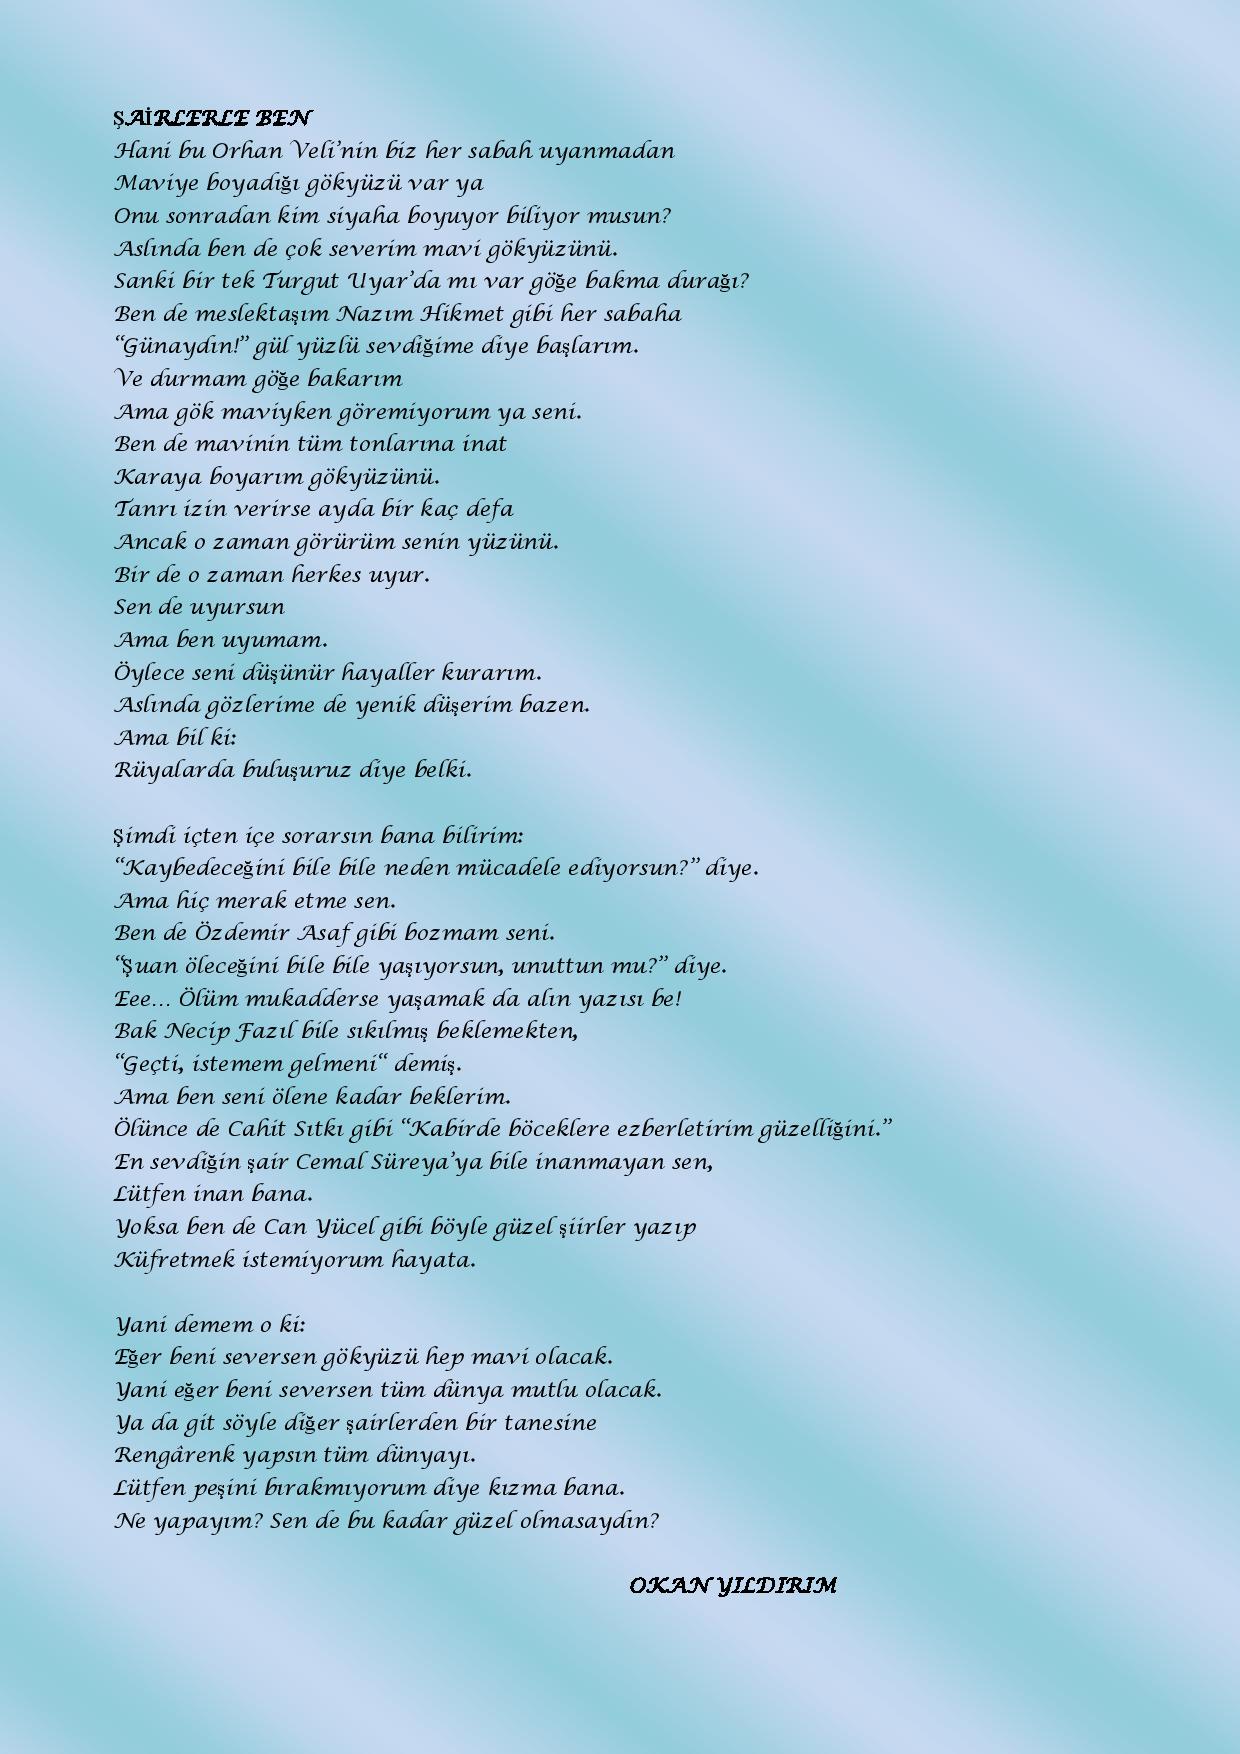 ŞAİRLERLE BEN
Hani bu Orhan Veli’nin biz her sabah uyanmadan
Maviye boyadığı gökyüzü var ya
Onu sonradan kim siyaha boyuyor biliyor musun?
Aslında ben de çok severim mavi gökyüzünü.
Sanki bir tek Turgut Uyar’da mı var göğe bakma durağı?
Ben de meslektaşım Nazım Hikmet gibi her sabaha
“Günaydın!” gül yüzlü sevdiğime diye başlarım.
Ve durmam göğe bakarım
Ama gök maviyken göremiyorum ya seni.
Ben de mavinin tüm tonlarına inat
Karaya boyarım gökyüzünü.
Tanrı izin verirse ayda bir kaç defa
Ancak o zaman görürüm senin yüzünü.
Bir de o zaman herkes uyur.
Sen de uyursun
Ama ben uyumam.
Öylece seni düşünür hayaller kurarım.
Aslında gözlerime de yenik düşerim bazen.
Ama bil ki:
Rüyalarda buluşuruz diye belki.
Şimdi içten içe sorarsın bana bilirim:
“Kaybedeceğini bile bile neden mücadele ediyorsun?” diye.
Ama hiç merak etme sen.
Ben de Özdemir Asaf gibi bozmam seni.
“Şuan öleceğini bile bile yaşıyorsun, unuttun mu?” diye.
Eee… Ölüm mukadderse yaşamak da alın yazısı be!
Bak Necip Fazıl bile sıkılmış beklemekten,
“Geçti, istemem gelmeni“ demiş.
Ama ben seni ölene kadar beklerim.
Ölünce de Cahit Sıtkı gibi “Kabirde böceklere ezberletirim güzelliğini.”
En sevdiğin şair Cemal Süreya’ya bile inanmayan sen,
Lütfen inan bana.
Yoksa ben de Can Yücel gibi böyle güzel şiirler yazıp
Küfretmek istemiyorum hayata.
Yani demem o ki:
Eğer beni seversen gökyüzü hep mavi olacak.
Yani eğer beni seversen tüm dünya mutlu olacak.
Ya da git söyle diğer şairlerden bir tanesine
Rengârenk yapsın tüm dünyayı.
Lütfen peşini bırakmıyorum diye kızma bana.
Ne yapayım? Sen de bu kadar güzel olmasaydın?
OKAN YILDIRIM